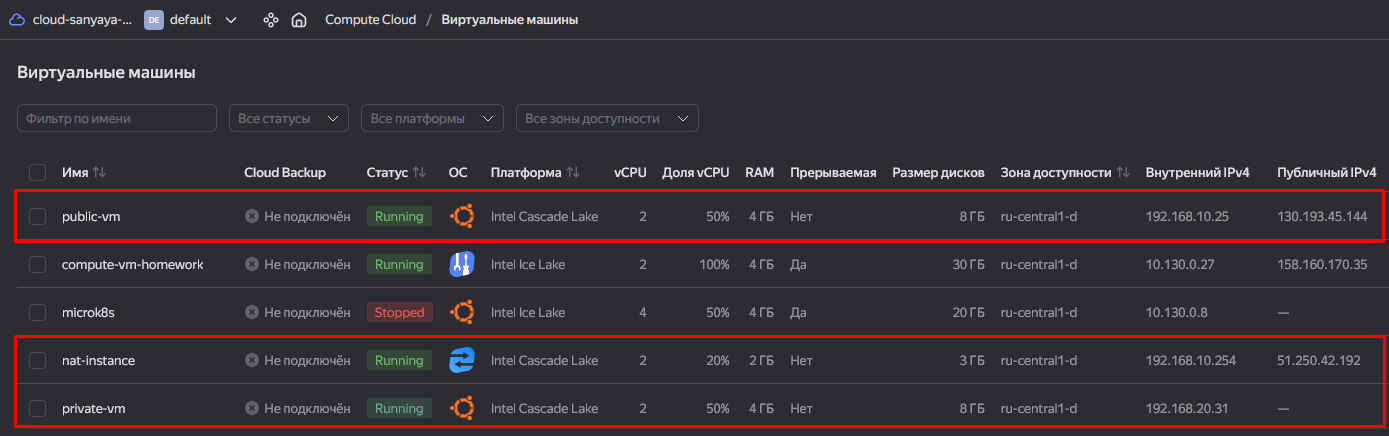 cloud-sanyaya-... DE default Compute Cloud / Виртуальные машины
Виртуальные машины
Фильтр по имени Все статусы Все платформы Все зоны доступности
Имя Cloud Backup Статус ОС Платформа vCPU Доля vCPU RAM Прерываемая Размер дисков Зона доступности Внутренний IPv4 Публичный IPv4
public-vm Не подключён Running Intel Cascade Lake 2 50% 4 ГБ Нет 8 ГБ ru-central1-d 192.168.10.25 130.193.45.144
compute-vm-homework Не подключён Running Intel Ice Lake 2 100% 4 ГБ Да 30 ГБ ru-central1-d 10.130.0.27 158.160.170.35
microk8s Не подключён Stopped Intel Ice Lake 4 50% 4 ГБ Да 20 ГБ ru-central1-d 10.130.0.8 —
nat-instance Не подключён Running Intel Cascade Lake 2 20% 2 ГБ Нет 3 ГБ ru-central1-d 192.168.10.254 51.250.42.192
private-vm Не подключён Running Intel Cascade Lake 2 50% 4 ГБ Нет 8 ГБ ru-central1-d 192.168.20.31 —